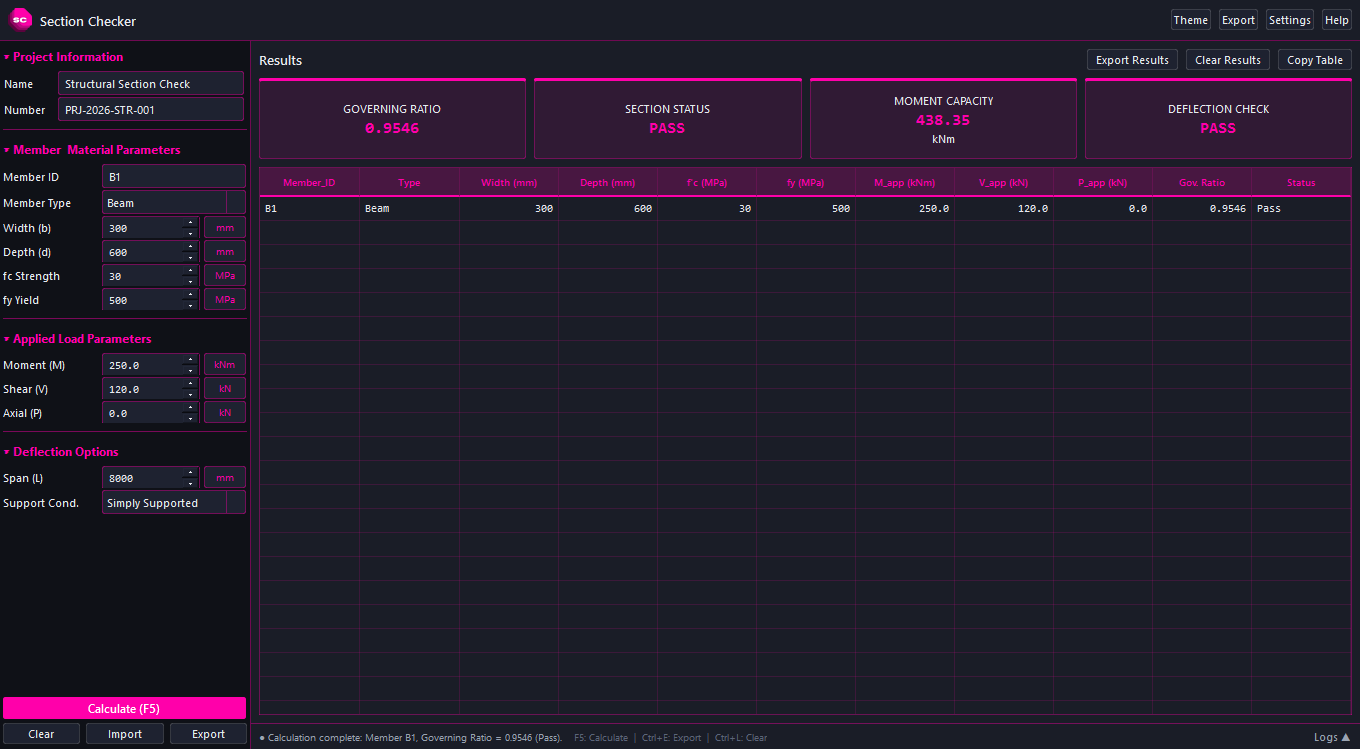 SC Section Checker Theme Export Settings Help
▾ Project Information
Name Structural Section Check
Number PRJ-2026-STR-001
▾ Member  Material Parameters
Member ID B1
Member Type Beam
Width (b) 300 mm
Depth (d) 600 mm
fc Strength 30 MPa
fy Yield 500 MPa
▾ Applied Load Parameters
Moment (M) 250.0 kNm
Shear (V) 120.0 kN
Axial (P) 0.0 kN
▾ Deflection Options
Span (L) 8000 mm
Support Cond. Simply Supported
Calculate (F5)
Clear Import Export
Results Export Results Clear Results Copy Table
GOVERNING RATIO
0.9546
SECTION STATUS
PASS
MOMENT CAPACITY
438.35
kNm
DEFLECTION CHECK
PASS
Member_ID Type Width (mm) Depth (mm) f'c (MPa) fy (MPa) M_app (kNm) V_app (kN) P_app (kN) Gov. Ratio Status
B1 Beam 300 600 30 500 250.0 120.0 0.0 0.9546 Pass
● Calculation complete: Member B1, Governing Ratio = 0.9546 (Pass). F5: Calculate | Ctrl+E: Export | Ctrl+L: Clear Logs ▲